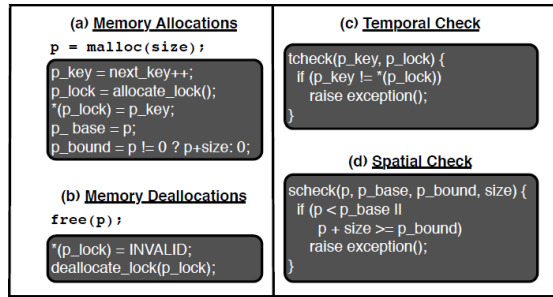 (a) Memory Allocations
p = malloc(size);
p_key = next_key++;
p_lock = allocate_lock();
*(p_lock) = p_key;
p_ base = p;
p_bound = p != 0 ? p+size: 0;
(b) Memory Deallocations
free(p);
*(p_lock) = INVALID;
deallocate_lock(p_lock);
(c) Temporal Check
tcheck(p_key, p_lock) {
if (p_key != *(p_lock))
raise exception();
}
(d) Spatial Check
scheck(p, p_base, p_bound, size) {
if (p < p_base ||
p + size >= p_bound)
raise exception();
}